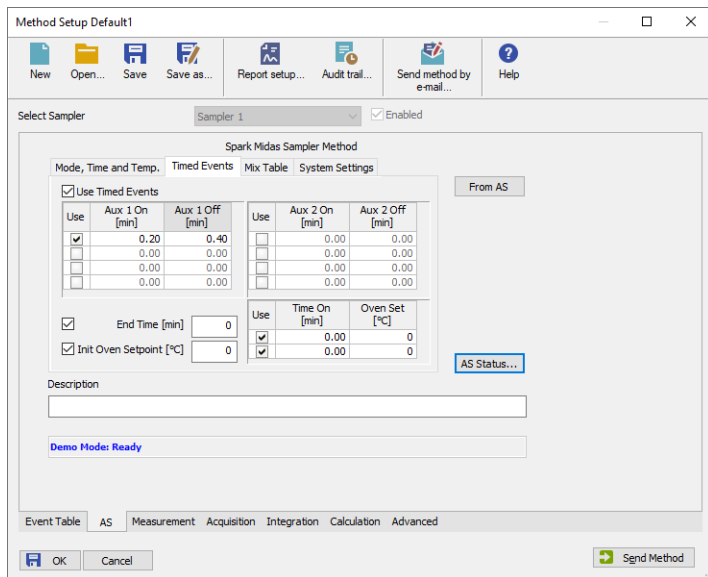 Method Setup Default1
New Open... Save Save as... Report setup... Audit trail... Send method by e-mail... Help
Select Sampler Sampler 1 Enabled
Spark Midas Sampler Method
Mode, Time and Temp. Timed Events Mix Table System Settings
From AS
Use Timed Events
Use Aux 1 On [min] Aux 1 Off [min] Use Aux 2 On [min] Aux 2 Off [min]
0.20 0.40 0.00 0.00
0.00 0.00 0.00 0.00
0.00 0.00 0.00 0.00
0.00 0.00 0.00 0.00
Use Time On [min] Oven Set [°C]
End Time [min] 0 0.00 0
Init Oven Setpoint [°C] 0 0.00 0
AS Status...
Description
Demo Mode: Ready
Event Table AS Measurement Acquisition Integration Calculation Advanced
OK Cancel Send Method